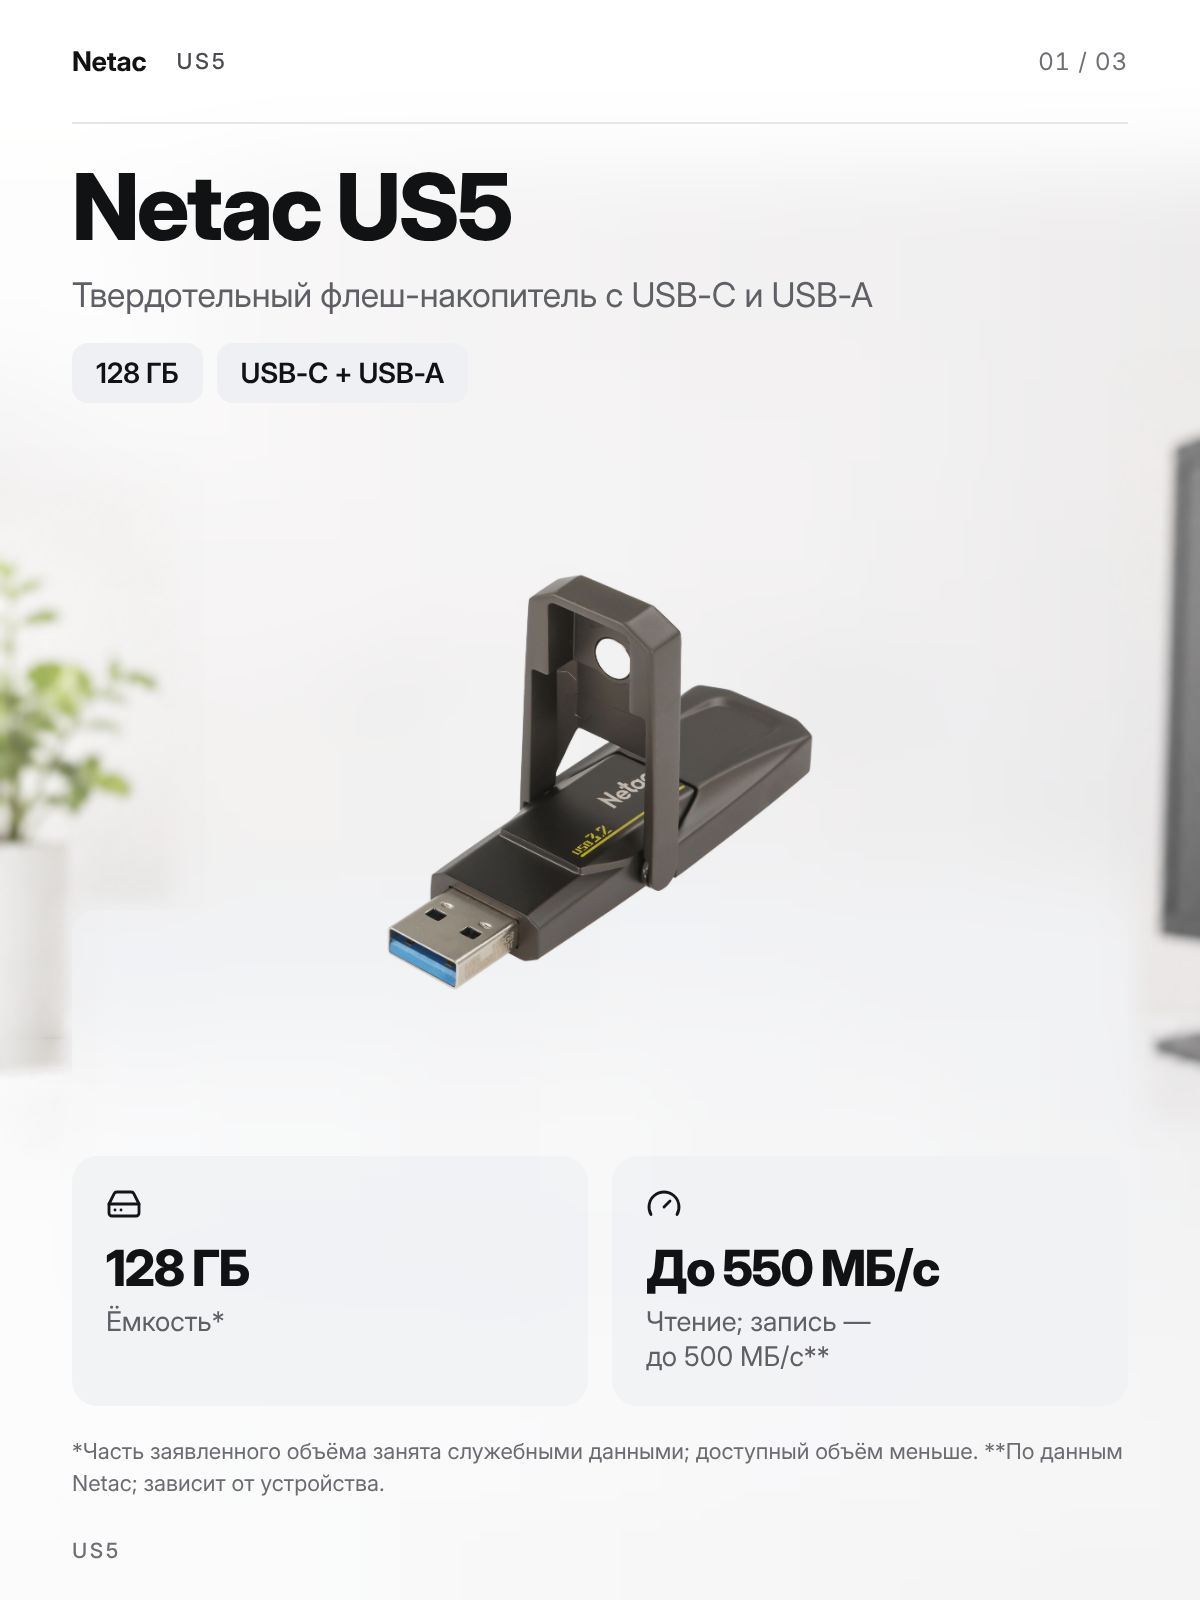 Netac US5 01 / 03
Netac US5
Твердотельный флеш-накопитель с USB-C и USB-A
128 ГБ USB-C + USB-A
Netac
USB 3.2
128 ГБ
Ёмкость*
До 550 МБ/с
Чтение; запись —
до 500 МБ/с**
*Часть заявленного объёма занята служебными данными; доступный объём меньше. **По данным
Netac; зависит от устройства.
US5